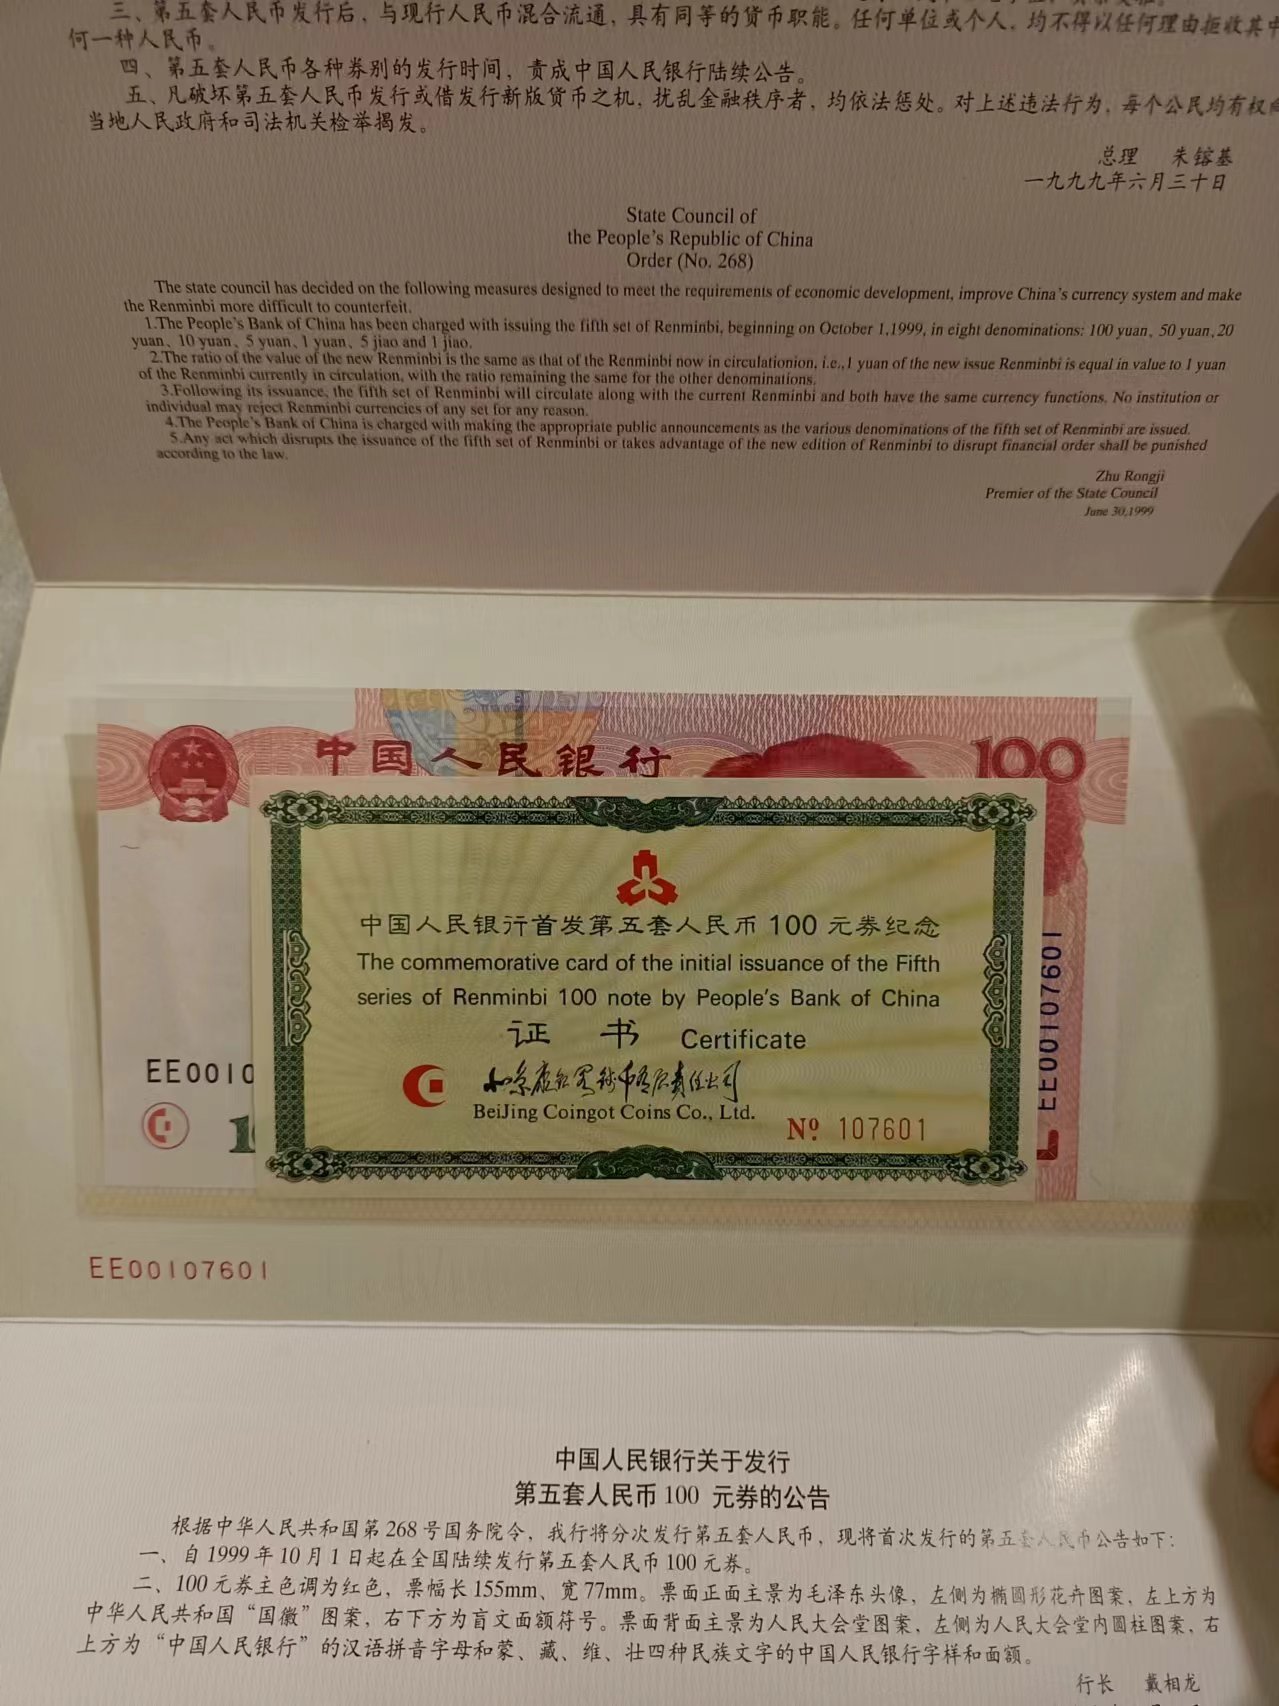 三、第五套人民币发行后，与现行人民币混合流通，具有同等的货币职能。任何单位或个人，均不得以任何理由拒收其中
何一种人民币。
四、第五套人民币各种券别的发行时间，责成中国人民银行陆续公告。
五、凡破坏第五套人民币发行或借发行新版货币之机，扰乱金融秩序者，均依法惩处。对上述违法行为，每个公民均有权向
当地人民政府和司法机关检举揭发。
总理 朱镕基
一九九九年六月三十日
State Council of
the People's Republic of China
Order (No. 268)
The state council has decided on the following measures designed to meet the requirements of economic development, improve China's currency system and make
the Renminbi more difficult to counterfeit.
1.The People's Bank of China has been charged with issuing the fifth set of Renminbi, beginning on October 1,1999, in eight denominations: 100 yuan、50 yuan、20
yuan、10 yuan、5 yuan、1 yuan、5 jiao and 1 jiao.
2.The ratio of the value of the new Renminbi is the same as that of the Renminbi now in circulationion, i.e.,1 yuan of the new issue Renminbi is equal in value to 1 yuan
of the Renminbi currently in circulation, with the ratio remaining the same for the other denominations.
3.Following its issuance, the fifth set of Renminbi will circulate along with the current Renminbi and both have the same currency functions. No institution or
individual may reject Renminbi currencies of any set for any reason.
4.The People's Bank of China is charged with making the appropriate public announcements as the various denominations of the fifth set of Renminbi are issued.
5.Any act which disrupts the issuance of the fifth set of Renminbi or takes advantage of the new edition of Renminbi to disrupt financial order shall be punished
according to the law.
Zhu Rongji
Premier of the State Council
June 30,1999
中国人民银行
100
中国人民银行首发第五套人民币 100 元券纪念
The commemorative card of the initial issuance of the Fifth
series of Renminbi 100 note by People's Bank of China
证 书 Certificate
北京康银阁钱币有限责任公司
BeiJing Coingot Coins Co., Ltd.
№ 107601
EE0010
EE00107601
EE00107601
中国人民银行关于发行
第五套人民币 100 元券的公告
根据中华人民共和国第 268 号国务院令，我行将分次发行第五套人民币，现将首次发行的第五套人民币公告如下：
一、自 1999 年 10 月 1 日起在全国陆续发行第五套人民币 100 元券。
二、100 元券主色调为红色，票幅长 155mm、宽 77mm。票面正面主景为毛泽东头像，左侧为椭圆形花卉图案，左上方为
中华人民共和国“国徽”图案，右下方为盲文面额符号。票面背面主景为人民大会堂图案，左侧为人民大会堂内圆柱图案，右
上方为“中国人民银行”的汉语拼音字母和蒙、藏、维、壮四种民族文字的中国人民银行字样和面额。
行长 戴相龙